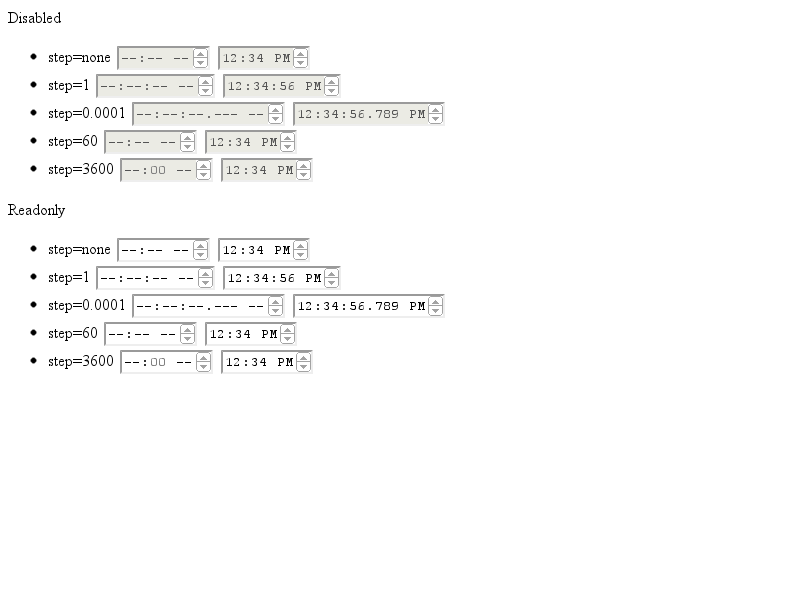 Disabled
step=none --:-- -- 12:34 PM
step=1 --:--:-- -- 12:34:56 PM
step=0.0001 --:--:--.--- -- 12:34:56.789 PM
step=60 --:-- -- 12:34 PM
step=3600 --:00 -- 12:34 PM
Readonly
step=none --:-- -- 12:34 PM
step=1 --:--:-- -- 12:34:56 PM
step=0.0001 --:--:--.--- -- 12:34:56.789 PM
step=60 --:-- -- 12:34 PM
step=3600 --:00 -- 12:34 PM